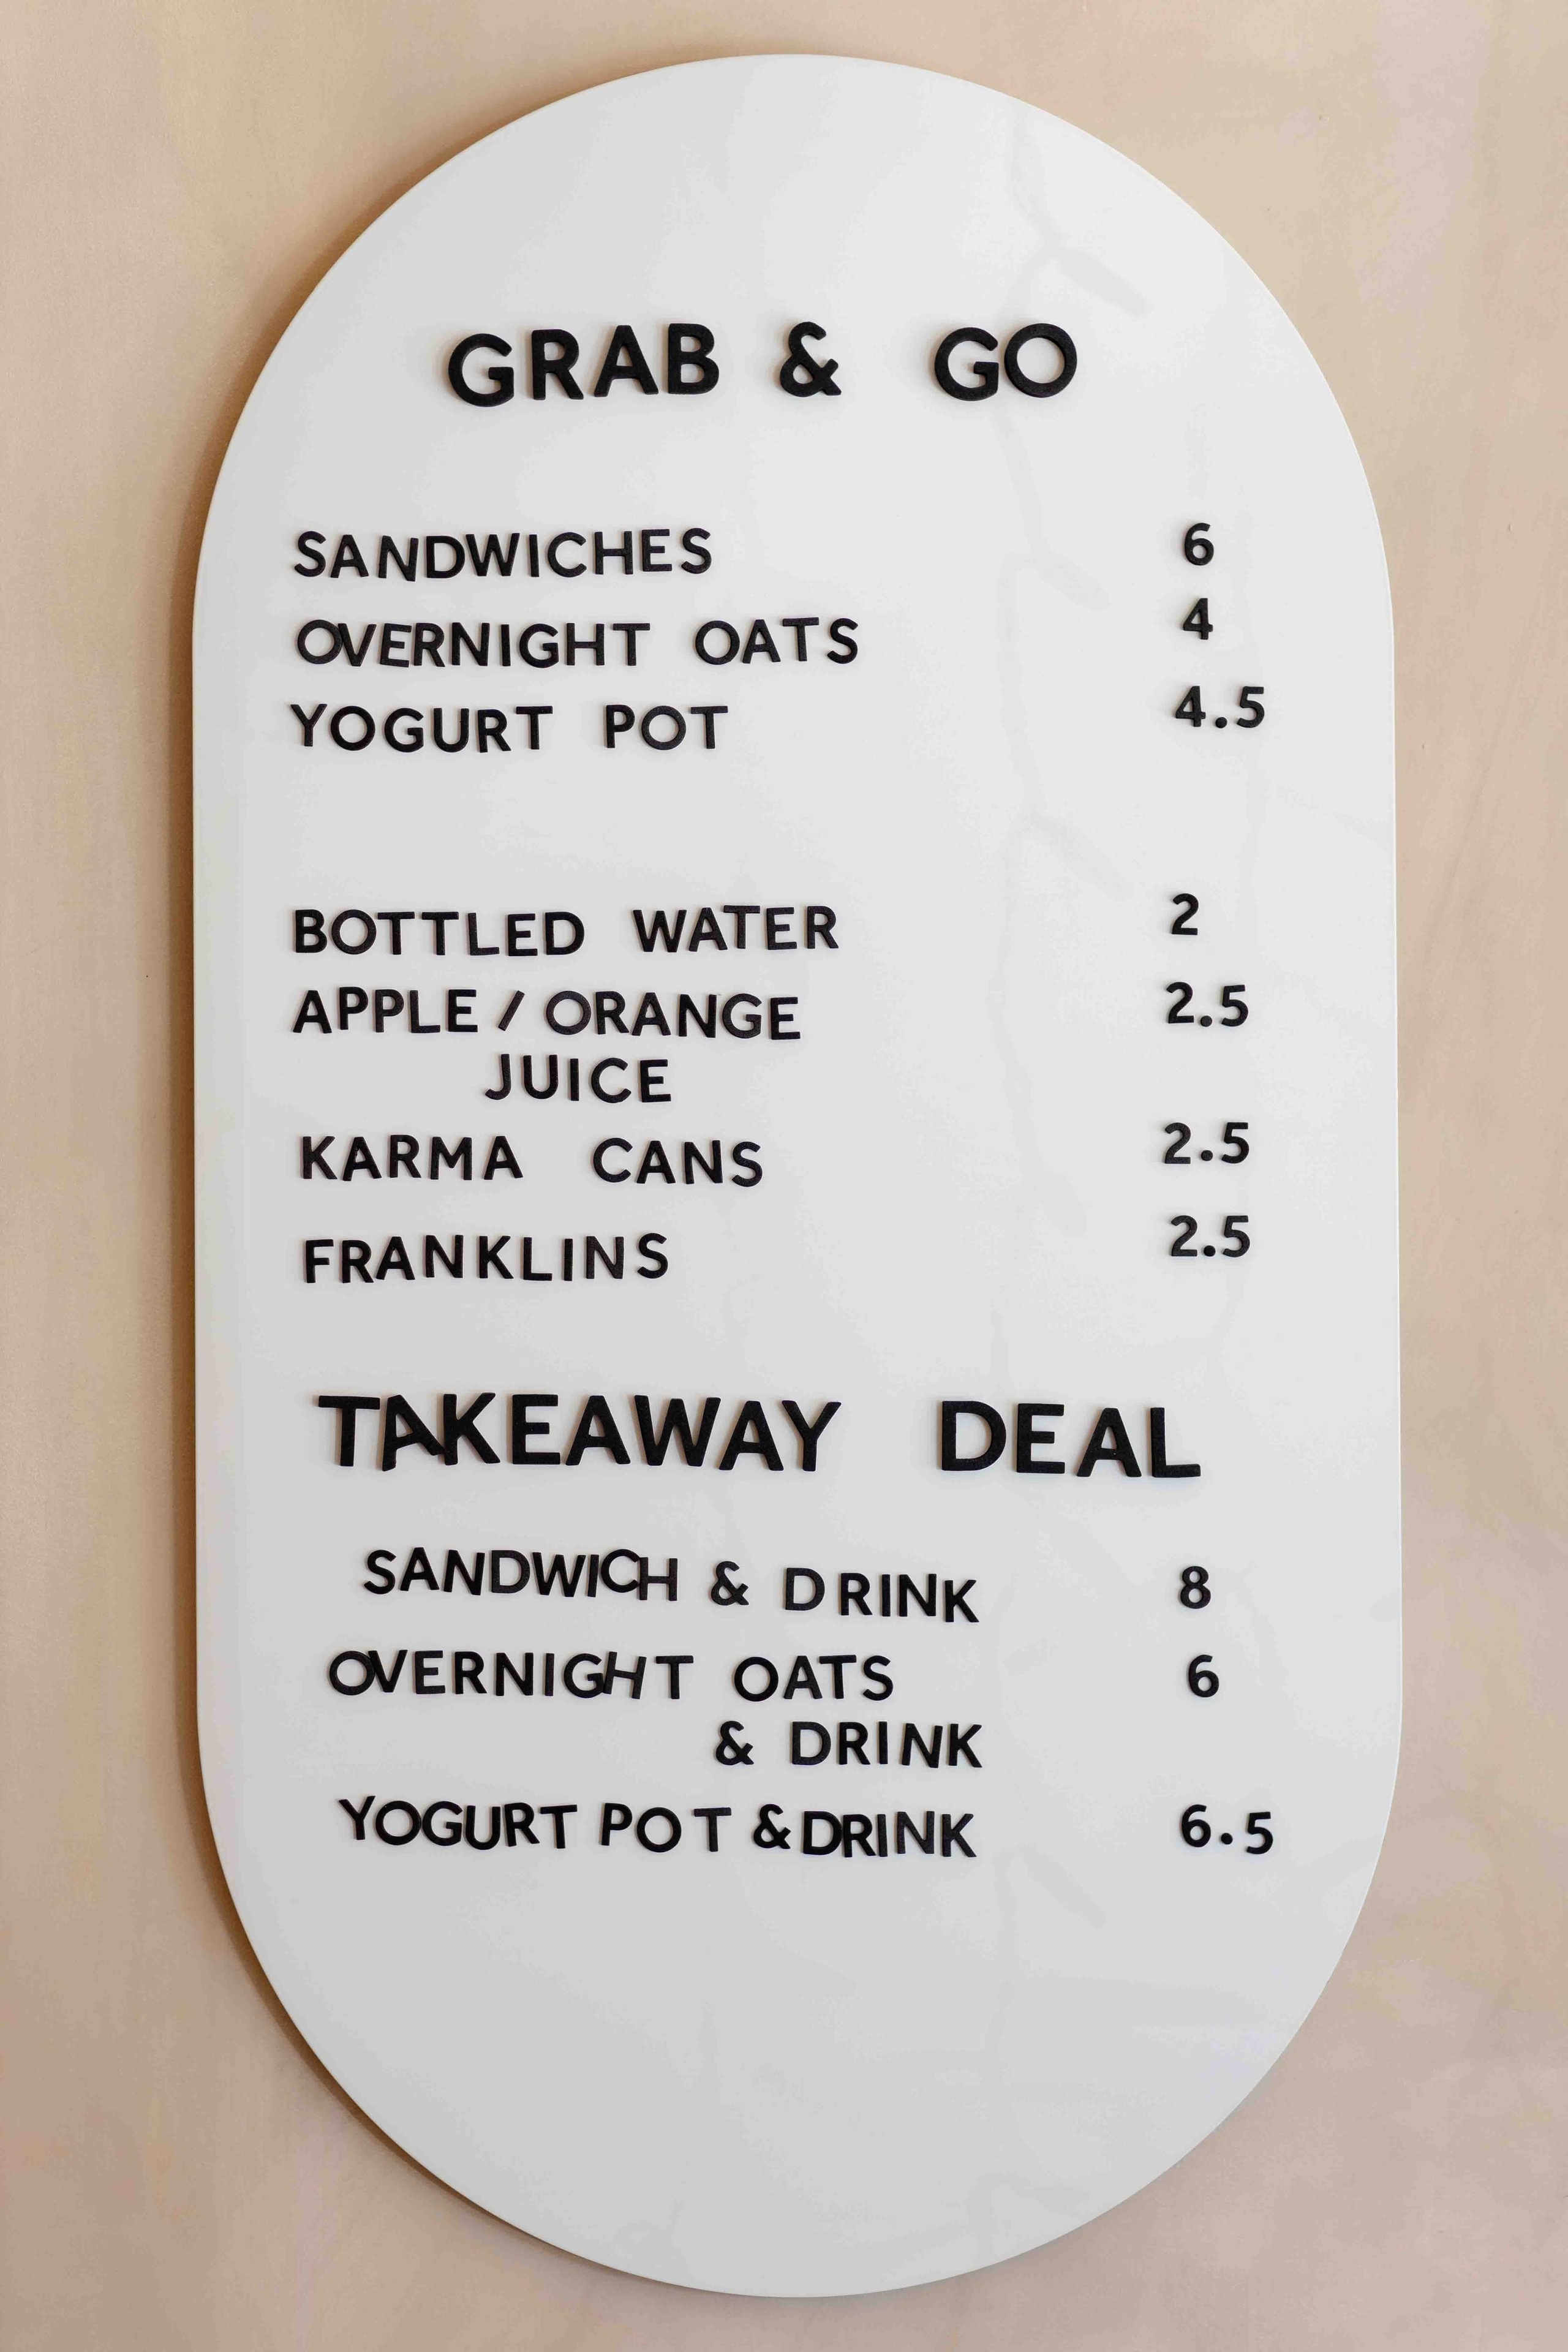 GRAB & GO
SANDWICHES 6
OVERNIGHT OATS 4
YOGURT POT 4.5
BOTTLED WATER 2
APPLE / ORANGE 2.5
JUICE
KARMA CANS 2.5
FRANKLINS 2.5
TAKEAWAY DEAL
SANDWICH & DRINK 8
OVERNIGHT OATS 6
& DRINK
YOGURT POT & DRINK 6.5